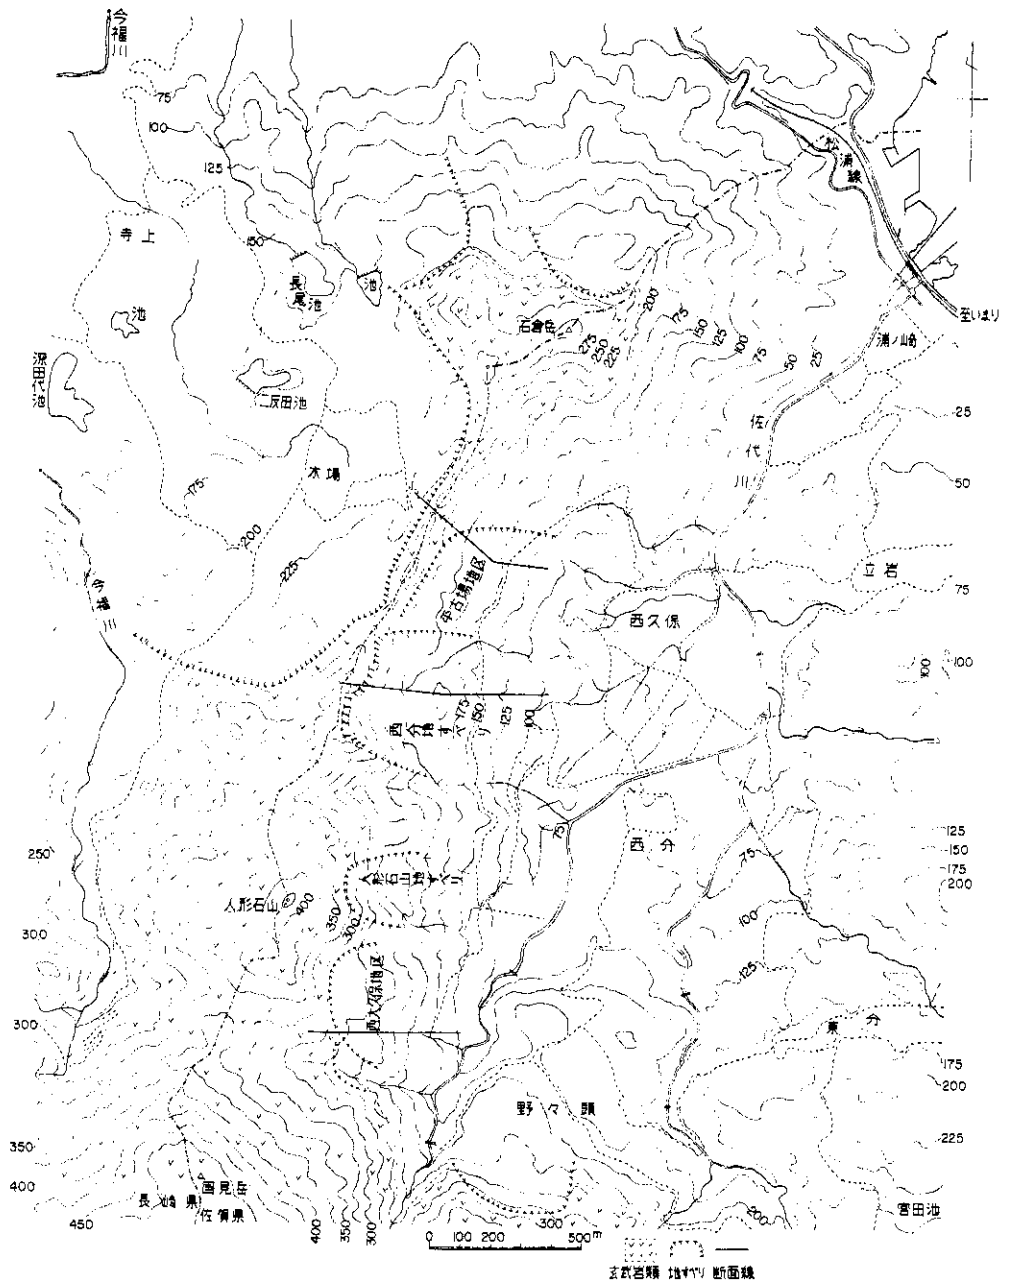 今福川
75
100
125
150
寺上
池
長尾池
池
深田代池
二反田池
木場
175
200
225
今福川
松浦線
至いまり
浦ノ崎
石倉岳
275
250
225
200
175
150
125
100
75
50
25
佐代川
25
50
立岩
75
100
100
平古場地区
西久保
西分地すべり
175
150
125
100
75
西分
人形石山地すべり
人形石山
400
350
300
西大久保地区
250
300
300
350
400
450
125
150
175
200
75
100
125
東分
175
200
225
野々頭
国見岳
長崎県
佐賀県
400
350
300
300
200
宮田池
0 100 200 500m
玄武岩類 地すべり 断面線